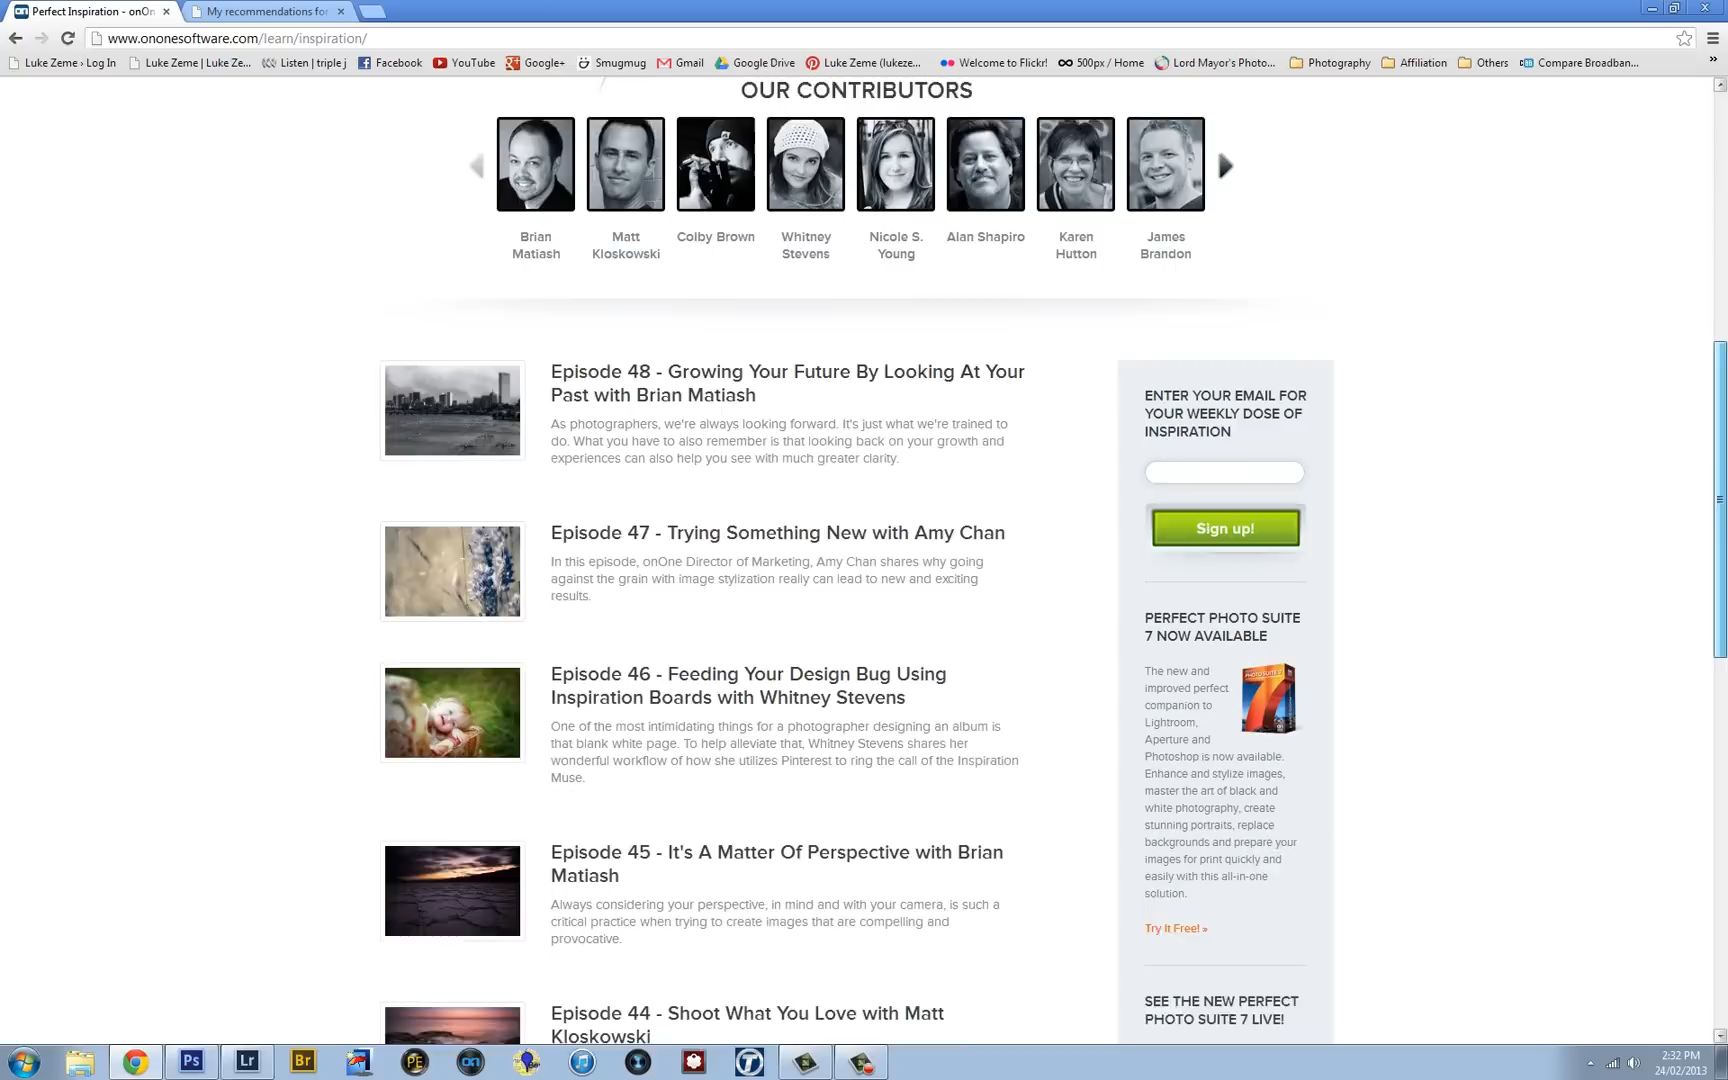 Perfect Inspiration - onOn
My recommendations for
www.ononesoftware.com/learn/inspiration/
Luke Zeme › Log In
Luke Zeme | Luke Ze...
Listen | triple j
Facebook
YouTube
Google+
Smugmug
Gmail
Google Drive
Luke Zeme (lukeze...
Welcome to Flickr!
500px / Home
Lord Mayor's Photo...
Photography
Affiliation
Others
Compare Broadban...
OUR CONTRIBUTORS
Brian
Matiash
Matt
Kloskowski
Colby Brown
Whitney
Stevens
Nicole S.
Young
Alan Shapiro
Karen
Hutton
James
Brandon
Episode 48 - Growing Your Future By Looking At Your
Past with Brian Matiash
As photographers, we're always looking forward. It's just what we're trained to
do. What you have to also remember is that looking back on your growth and
experiences can also help you see with much greater clarity.
Episode 47 - Trying Something New with Amy Chan
In this episode, onOne Director of Marketing, Amy Chan shares why going
against the grain with image stylization really can lead to new and exciting
results.
Episode 46 - Feeding Your Design Bug Using
Inspiration Boards with Whitney Stevens
One of the most intimidating things for a photographer designing an album is
that blank white page. To help alleviate that, Whitney Stevens shares her
wonderful workflow of how she utilizes Pinterest to ring the call of the Inspiration
Muse.
Episode 45 - It's A Matter Of Perspective with Brian
Matiash
Always considering your perspective, in mind and with your camera, is such a
critical practice when trying to create images that are compelling and
provocative.
Episode 44 - Shoot What You Love with Matt
Kloskowski
ENTER YOUR EMAIL FOR
YOUR WEEKLY DOSE OF
INSPIRATION
Sign up!
PERFECT PHOTO SUITE
7 NOW AVAILABLE
The new and
improved perfect
companion to
Lightroom,
Aperture and
Photoshop is now available.
Enhance and stylize images,
master the art of black and
white photography, create
stunning portraits, replace
backgrounds and prepare your
images for print quickly and
easily with this all-in-one
solution.
PHOTO SUITE
7
Try It Free! »
SEE THE NEW PERFECT
PHOTO SUITE 7 LIVE!
Ps
Lr
Br
PE
on
T
2:32 PM
24/02/2013